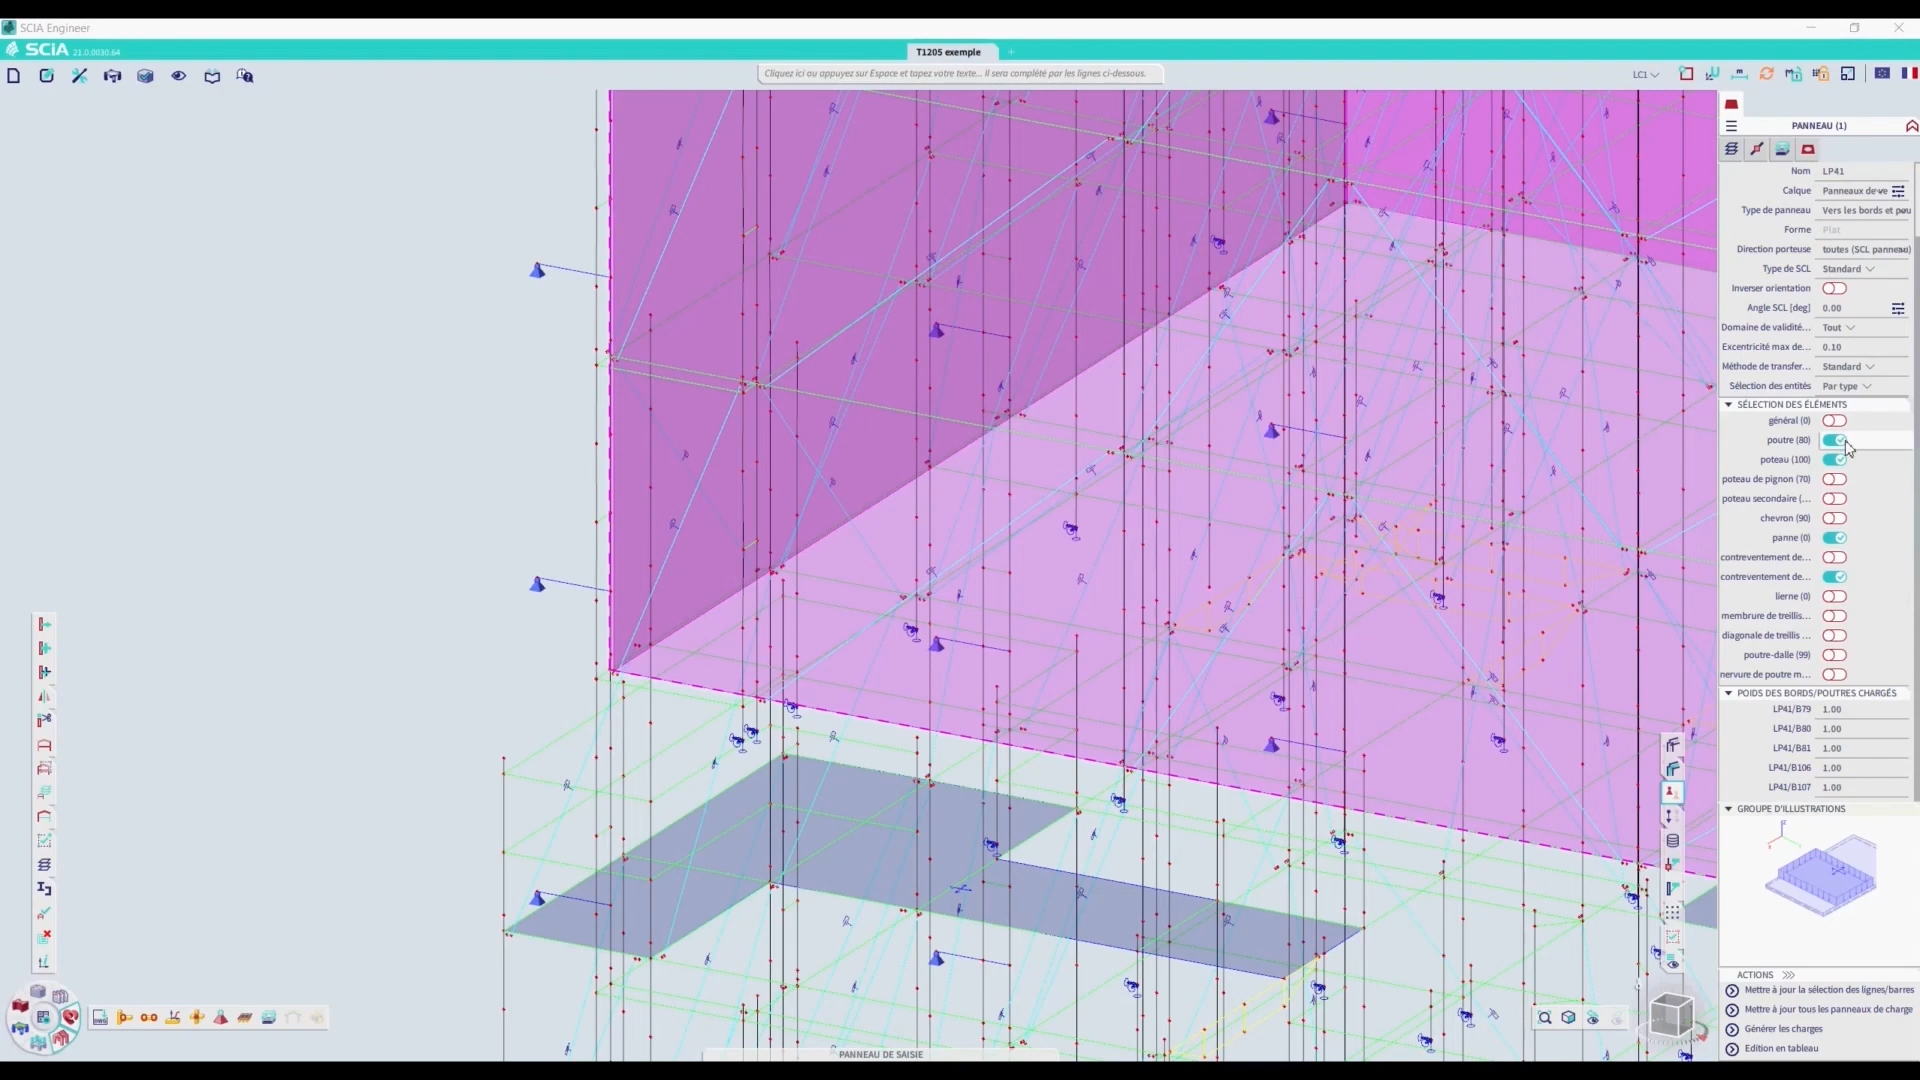 SCIA Engineer
SCIA 21.0.0030.64
T1205 exemple
Cliquez ici ou appuyez sur Espace et tapez votre texte... Il sera complété par les lignes ci-dessous.
LC1
PANNEAU (1)
Nom LP41
Calque Panneaux de ve
Type de panneau Vers les bords et pou
Forme Plat
Direction porteuse toutes (SCL panneau)
Type de SCL Standard
Inverser orientation
Angle SCL [deg] 0.00
Domaine de validité... Tout
Excentricité max de... 0.10
Méthode de transfer... Standard
Sélection des entités Par type
SÉLECTION DES ÉLÉMENTS
général (0)
poutre (80)
poteau (100)
poteau de pignon (70)
poteau secondaire (...
chevron (90)
panne (0)
contreventement de...
contreventement de...
lierne (0)
membrure de treillis...
diagonale de treillis ...
poutre-dalle (99)
nervure de poutre m...
POIDS DES BORDS/POUTRES CHARGÉS
LP41/B79 1.00
LP41/B80 1.00
LP41/B81 1.00
LP41/B106 1.00
LP41/B107 1.00
GROUPE D'ILLUSTRATIONS
ACTIONS >>>
Mettre à jour la sélection des lignes/barres
Mettre à jour tous les panneaux de charge
Générer les charges
Edition en tableau
PANNEAU DE SAISIE